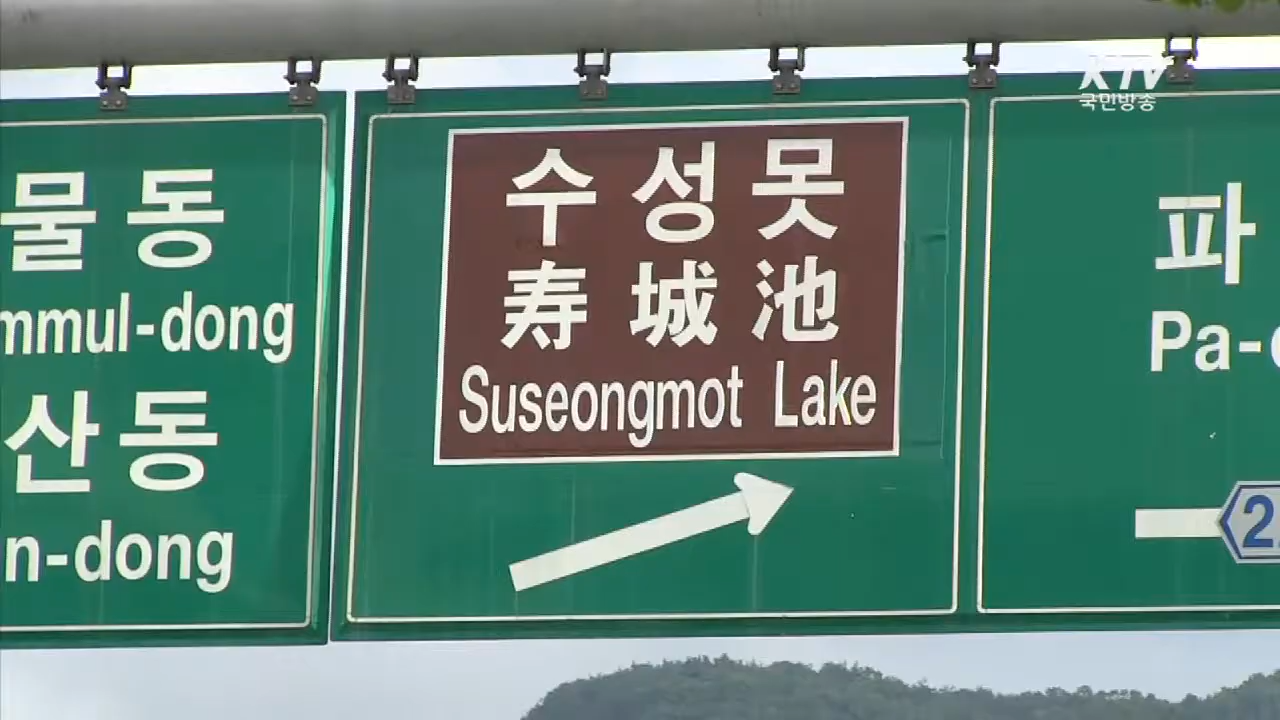 KTV
국민방송
물동
mmul-dong
산동
n-dong
수성못
寿城池
Suseongmot Lake
파
Pa-
2